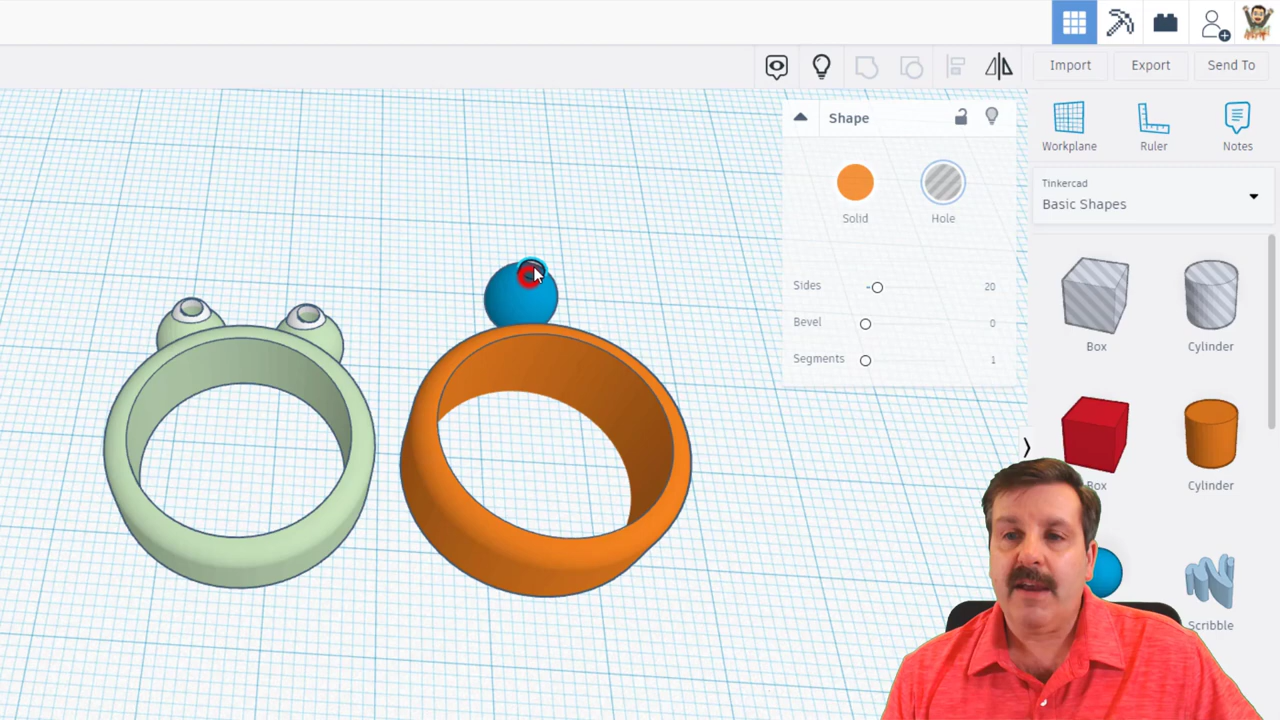 Import Export Send To
Shape
Workplane Ruler Notes
Tinkercad
Basic Shapes
Solid Hole
Sides 20
Bevel 0
Segments 1
Box Cylinder
Box Cylinder
Scribble